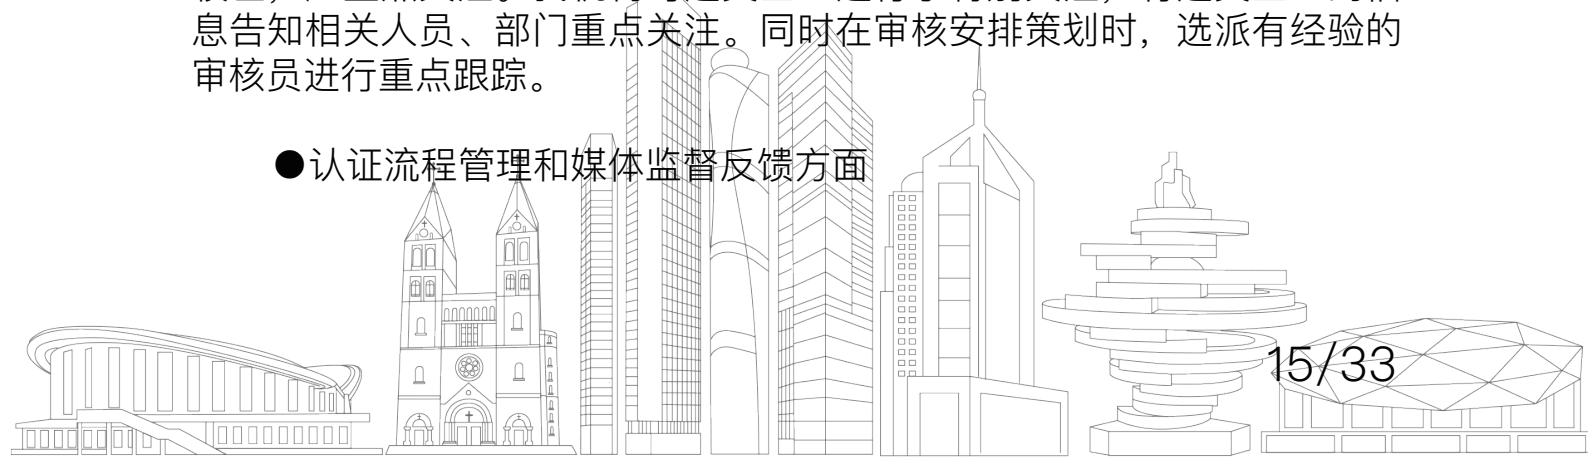 息告知相关人员、部门重点关注。同时在审核安排策划时，选派有经验的
审核员进行重点跟踪。
●认证流程管理和媒体监督反馈方面
15/33